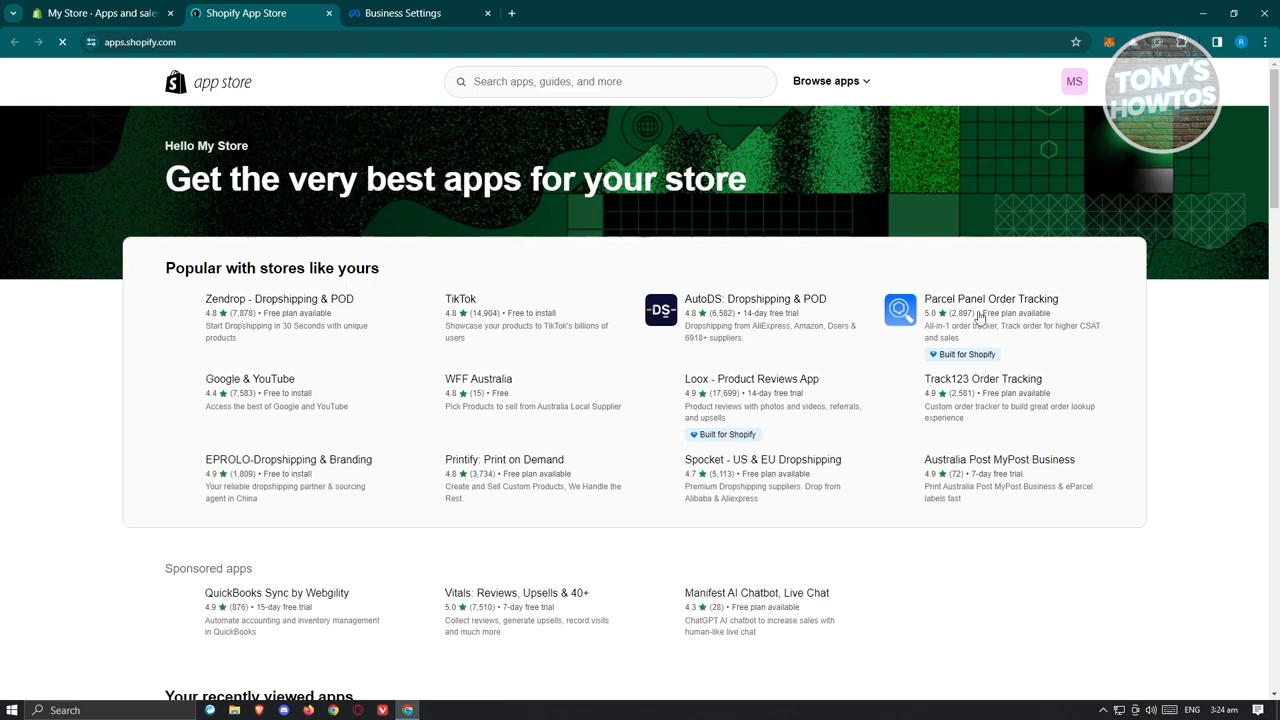 My Store · Apps and sale
Shopify App Store
Business Settings
apps.shopify.com
app store
Search apps, guides, and more
Browse apps
MS
R
TONY'S
HOWTOS
Hello My Store
Get the very best apps for your store
Popular with stores like yours
Zendrop - Dropshipping & POD
4.8 ★ (7,878) • Free plan available
Start Dropshipping in 30 Seconds with unique
products
TikTok
4.8 ★ (14,904) • Free to install
Showcase your products to TikTok's billions of
users
-DS-
AutoDS: Dropshipping & POD
4.8 ★ (6,582) • 14-day free trial
Dropshipping from AliExpress, Amazon, Dsers &
6918+ suppliers.
Parcel Panel Order Tracking
5.0 ★ (2,897) • Free plan available
All-in-1 order tracker, Track order for higher CSAT
and sales
Built for Shopify
Google & YouTube
4.4 ★ (7,583) • Free to install
Access the best of Google and YouTube
WFF Australia
4.8 ★ (15) • Free
Pick Products to sell from Australia Local Supplier
Loox - Product Reviews App
4.9 ★ (17,699) • 14-day free trial
Product reviews with photos and videos, referrals,
and upsells
Built for Shopify
Track123 Order Tracking
4.9 ★ (2,581) • Free plan available
Custom order tracker to build great order lookup
experience
EPROLO-Dropshipping & Branding
4.9 ★ (1,809) • Free to install
Your reliable dropshipping partner & sourcing
agent in China
Printify: Print on Demand
4.8 ★ (3,734) • Free plan available
Create and Sell Custom Products, We Handle the
Rest.
Spocket - US & EU Dropshipping
4.7 ★ (5,113) • Free plan available
Premium Dropshipping suppliers. Drop from
Alibaba & Aliexpress
Australia Post MyPost Business
4.9 ★ (72) • 7-day free trial
Print Australia Post MyPost Business & eParcel
labels fast
Sponsored apps
QuickBooks Sync by Webgility
4.9 ★ (876) • 15-day free trial
Automate accounting and inventory management
in QuickBooks
Vitals: Reviews, Upsells & 40+
5.0 ★ (7,510) • 7-day free trial
Collect reviews, generate upsells, record visits
and much more
Manifest AI Chatbot, Live Chat
4.3 ★ (28) • Free plan available
ChatGPT AI chatbot to increase sales with
human-like live chat
Your recently viewed apps
Search
ENG
3:24 am